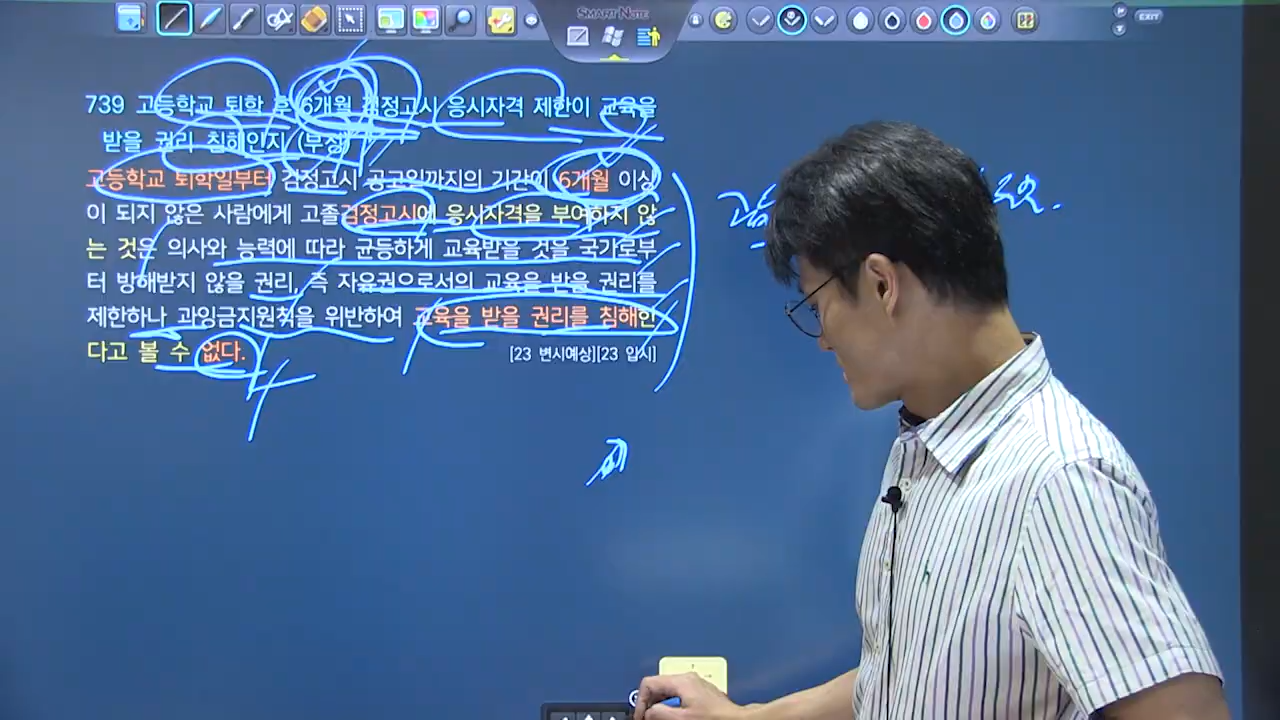 SMART NOTE
EXIT
739 고등학교 퇴학 후 6개월 검정고시 응시자격 제한이 교육을
받을 권리 침해인지 (부정)
고등학교 퇴학일부터 검정고시 공고일까지의 기간이 6개월 이상
이 되지 않은 사람에게 고졸검정고시에 응시자격을 부여하지 않
는 것은 의사와 능력에 따라 균등하게 교육받을 것을 국가로부
터 방해받지 않을 권리, 즉 자유권으로서의 교육을 받을 권리를
제한하나 과잉금지원칙을 위반하여 교육을 받을 권리를 침해한
다고 볼 수 없다.
[23 변시예상][23 입시]